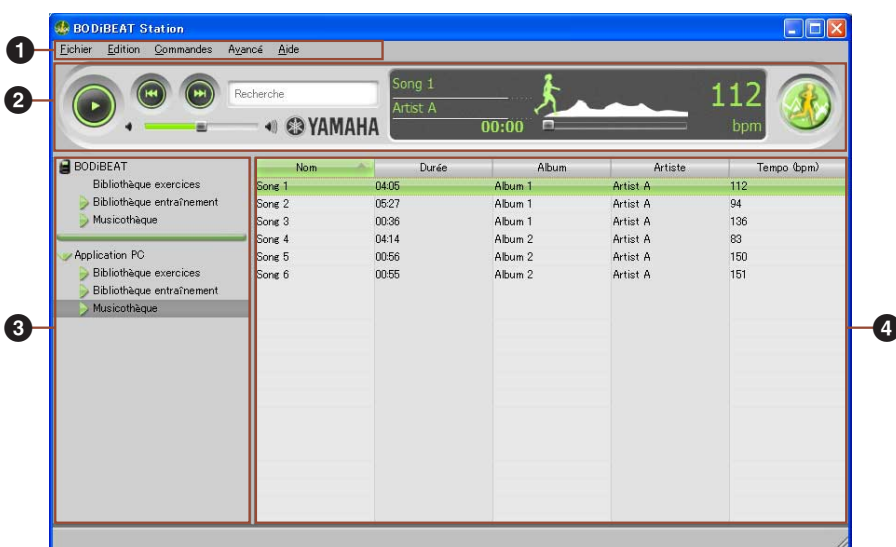 BODiBEAT Station
1
Fichier Edition Commandes Avancé Aide
2
Recherche
YAMAHA
Song 1
Artist A
00:00
112
bpm
BODiBEAT
Bibliothèque exercices
Bibliothèque entraînement
Musicothèque
Application PC
Bibliothèque exercices
Bibliothèque entraînement
Musicothèque
3
Nom Durée Album Artiste Tempo (bpm)
Song 1 04:05 Album 1 Artist A 112
Song 2 05:27 Album 1 Artist A 94
Song 3 00:36 Album 1 Artist A 136
Song 4 04:14 Album 2 Artist A 83
Song 5 00:56 Album 2 Artist A 150
Song 6 00:55 Album 2 Artist A 151
4